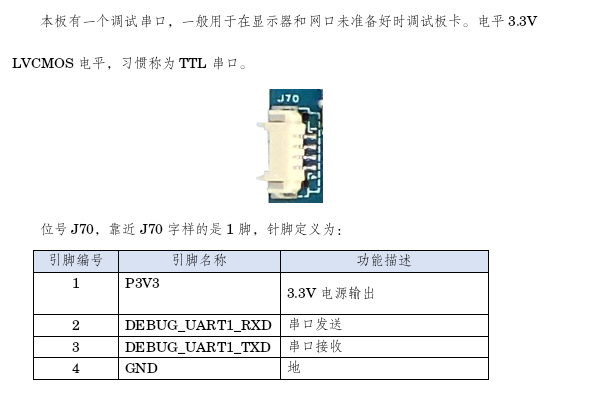 本板有一个调试串口，一般用于在显示器和网口未准备好时调试板卡。电平 3.3V
LVCMOS 电平，习惯称为 TTL 串口。
J70
位号 J70，靠近 J70 字样的是 1 脚，针脚定义为：
引脚编号 引脚名称 功能描述
1 P3V3 3.3V 电源输出
2 DEBUG_UART1_RXD 串口发送
3 DEBUG_UART1_TXD 串口接收
4 GND 地